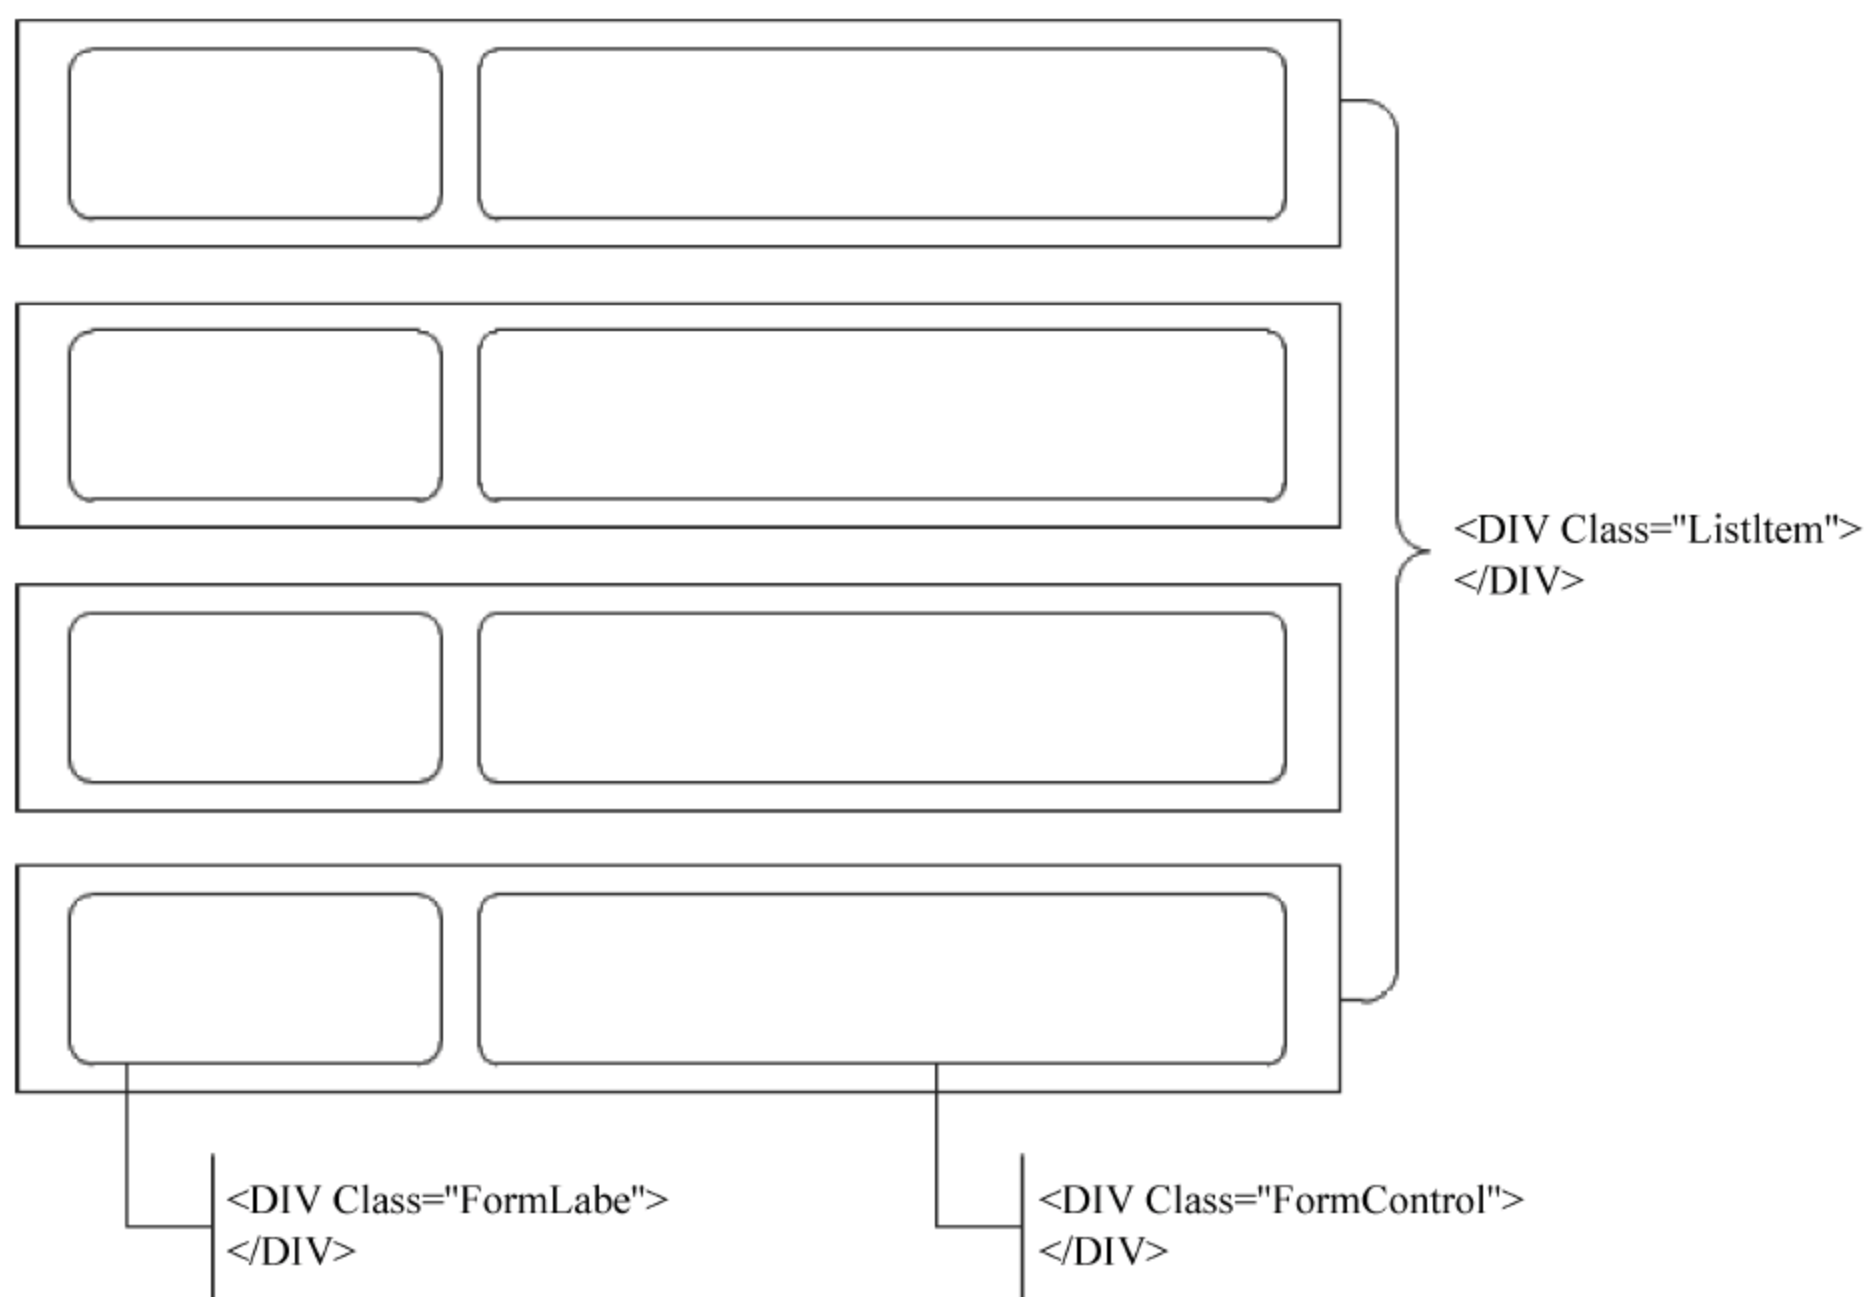 <DIV Class="ListItem">
</DIV>
<DIV Class="FormLabe">
</DIV>
<DIV Class="FormControl">
</DIV>